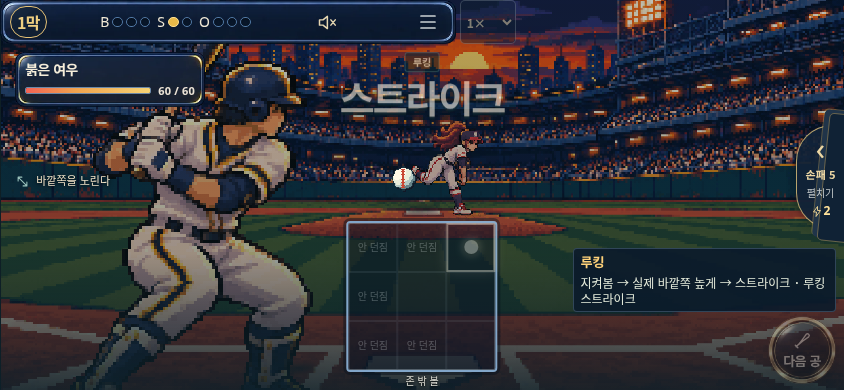 1막
B S O
1×
붉은 여우
60 / 60
루킹
스트라이크
바깥쪽을 노린다
손패 5
펼치기
2
안 던짐 안 던짐
안 던짐
안 던짐 안 던짐
존 밖 볼
루킹
지켜봄 → 실제 바깥쪽 높게 → 스트라이크 · 루킹
스트라이크
다음 공